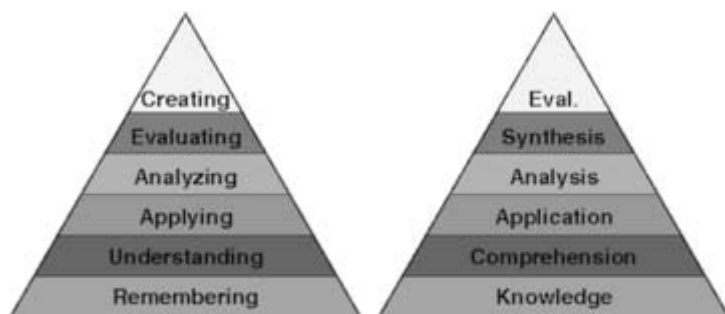 Creating
Evaluating
Analyzing
Applying
Understanding
Remembering
Eval.
Synthesis
Analysis
Application
Comprehension
Knowledge